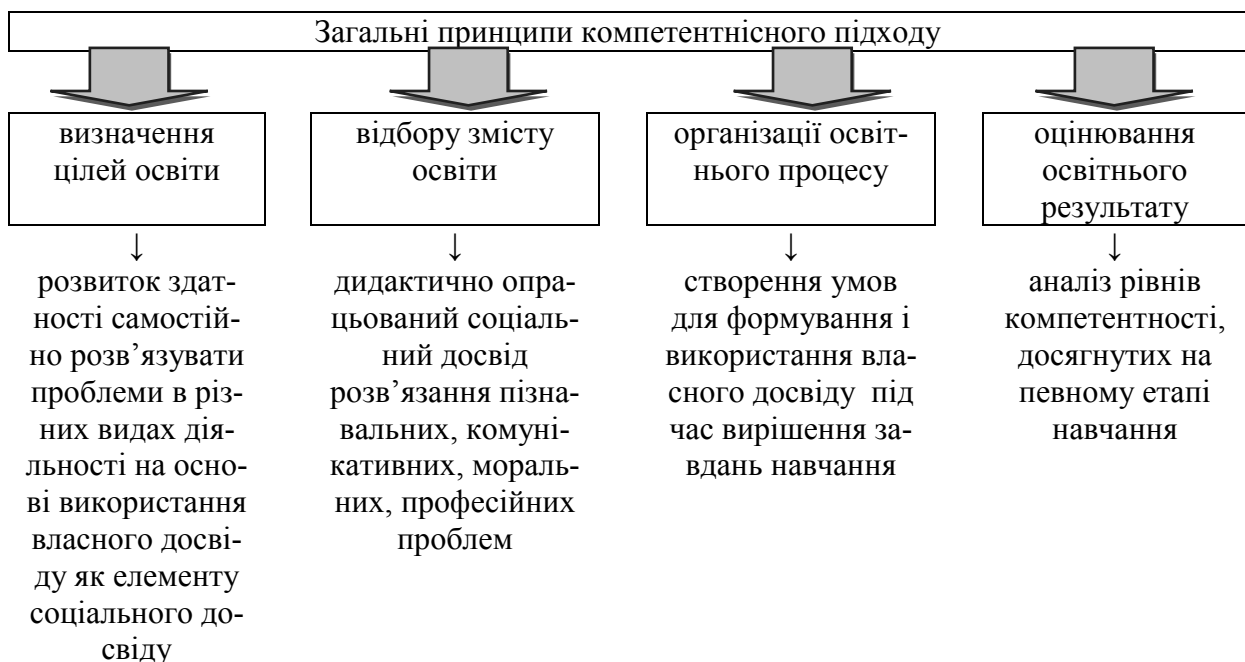 Загальні принципи компетентнісного підходу
визначення
цілей освіти
відбору змісту
освіти
організації освіт-
нього процесу
оцінювання
освітнього
результату
↓
розвиток здат-
ності самостій-
но розв’язувати
проблеми в різ-
них видах дія-
льності на осно-
ві використання
власного досві-
ду як елементу
соціального до-
свіду
↓
дидактично опра-
цьований соціаль-
ний досвід
розв’язання пізна-
вальних, комуні-
кативних, мораль-
них, професійних
проблем
↓
створення умов
для формування і
використання вла-
сного досвіду  під
час вирішення за-
вдань навчання
↓
аналіз рівнів
компетентності,
досягнутих на
певному етапі
навчання